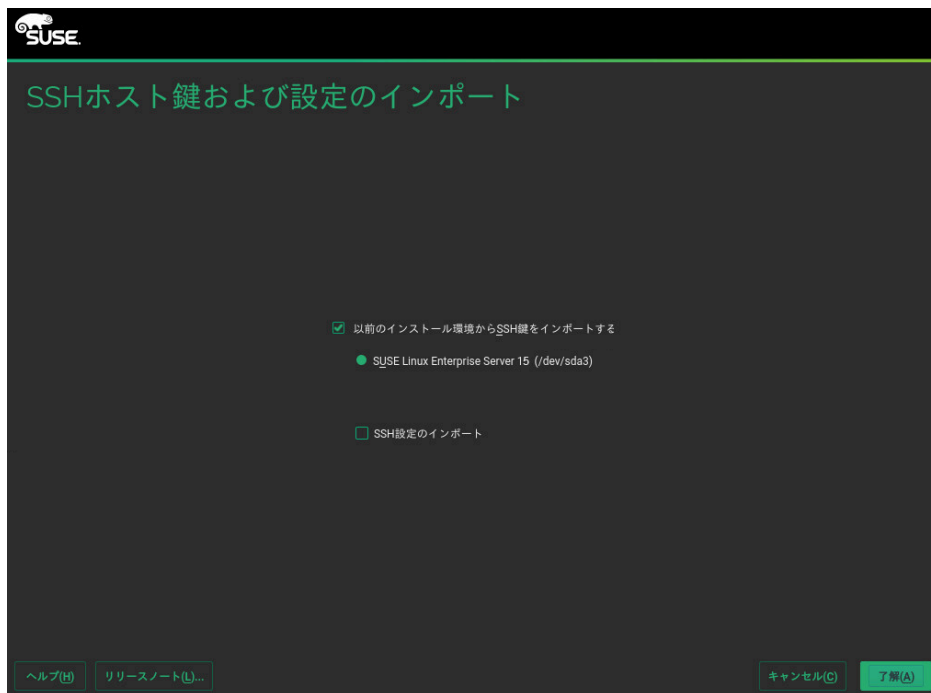 SUSE.
SSHホスト鍵および設定のインポート
以前のインストール環境からSSH鍵をインポートする
SUSE Linux Enterprise Server 15 (/dev/sda3)
SSH設定のインポート
ヘルプ(H) リリースノート(L)... キャンセル(C) 了解(A)